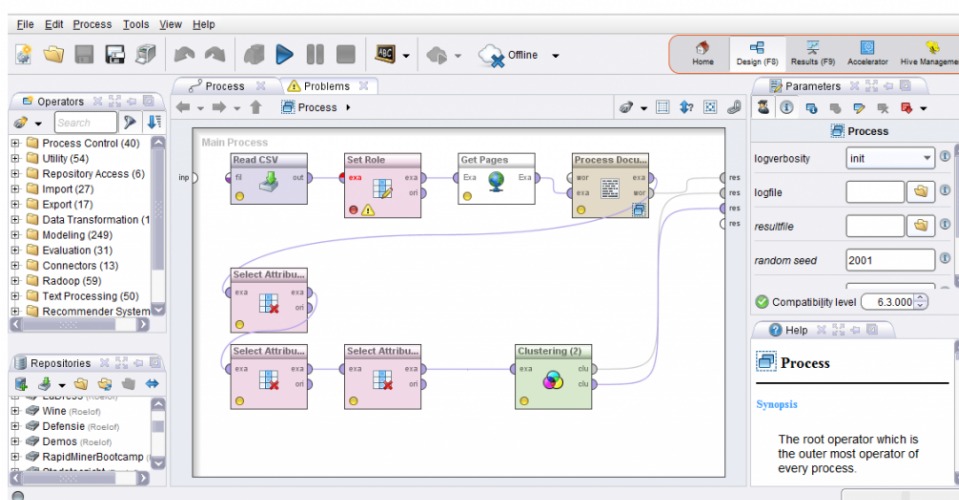 File Edit Process Tools View Help
ABC Offline
Home Design (F8) Results (F9) Accelerator Hive Manageme
Operators
Search
Process Control (40)
Utility (54)
Repository Access (6)
Import (27)
Export (17)
Data Transformation (1
Modeling (249)
Evaluation (31)
Connectors (13)
Radoop (59)
Text Processing (50)
Recommender System
Repositories
Wine (Roelof)
Defensie (Roelof)
Demos (Roelof)
RapidMinerBootcamp (
Process Problems
Process
Main Process
inp
Read CSV Set Role Get Pages Process Docu...
fil out exa exa Exa Exa wor exa res
ori exa wor res
res
res
Select Attribu...
exa exa
ori
Select Attribu... Select Attribu... Clustering (2)
exa exa exa exa exa clu
ori ori clu
Parameters
Process
logverbosity init
logfile
resultfile
random seed 2001
Compatibility level 6.3.000
Help
Process
Synopsis
The root operator which is
the outer most operator of
every process.